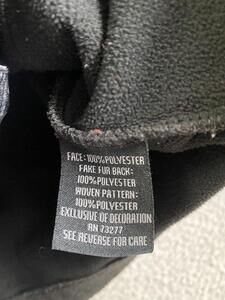 FACE: 100%POLYESTER
FAKE FUR BACK:
100%POLYESTER
WOVEN PATTERN:
100%POLYESTER
EXCLUSIVE OF DECORATION
RN 73277
SEE REVERSE FOR CARE